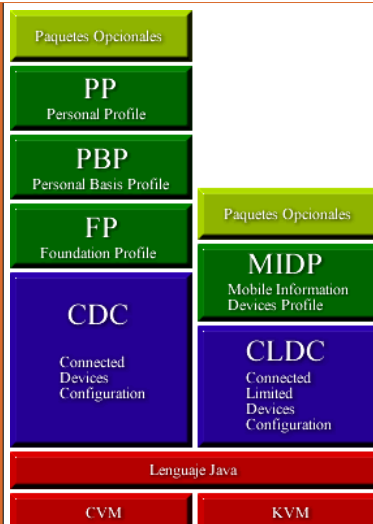 Paquetes Opcionales
PP
Personal Profile
PBP
Personal Basis Profile
FP
Foundation Profile
CDC
Connected
Devices
Configuration
Paquetes Opcionales
MIDP
Mobile Information
Devices Profile
CLDC
Connected
Limited
Devices
Configuration
Lenguaje Java
CVM
KVM